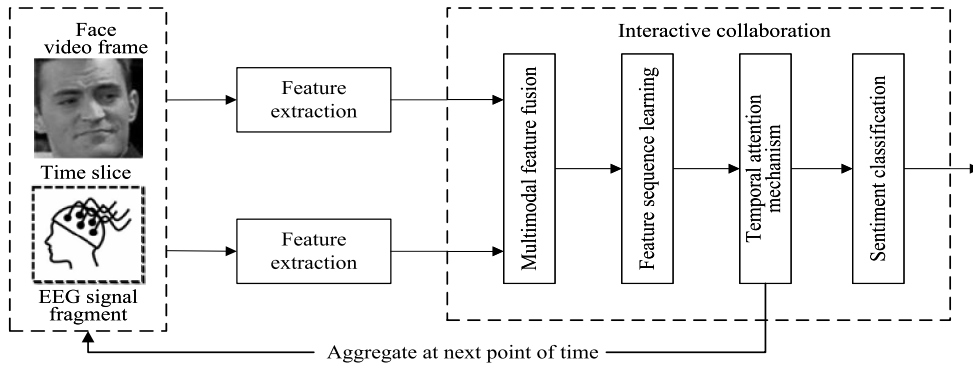 Face
video frame
Time slice
EEG signal
fragment
Feature
extraction
Feature
extraction
Interactive collaboration
Multimodal feature fusion
Feature sequence learning
Temporal attention
mechanism
Sentiment classification
Aggregate at next point of time